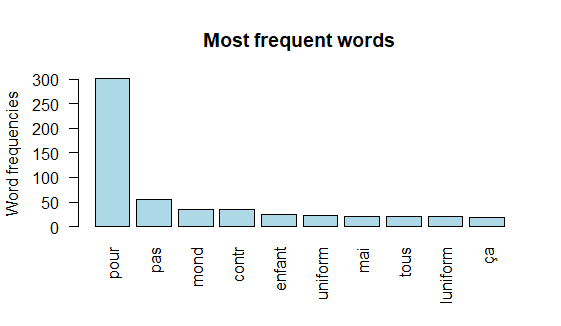 Most frequent words
Word frequencies
300
250
200
150
100
50
0
pour
pas
mond
contr
enfant
uniform
mai
tous
luniform
ça